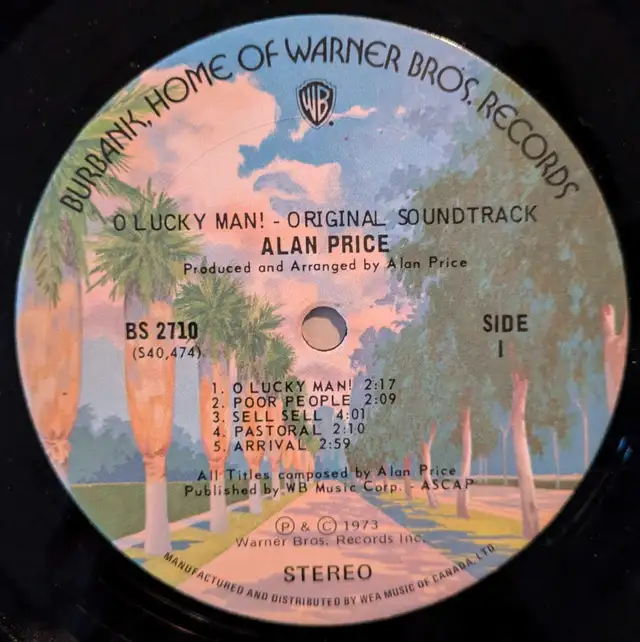 BURBANK, HOME OF WARNER BROS. RECORDS
WB
O LUCKY MAN! - ORIGINAL SOUNDTRACK
ALAN PRICE
Produced and Arranged by Alan Price
BS 2710
(S40,474)
SIDE
1
1. O LUCKY MAN! 2:17
2. POOR PEOPLE 2:09
3. SELL SELL 4:01
4. PASTORAL 2:10
5. ARRIVAL 2:59
All Titles composed by Alan Price
Published by WB Music Corp. - ASCAP
Ⓟ & © 1973
Warner Bros. Records Inc.
STEREO
MANUFACTURED AND DISTRIBUTED BY WEA MUSIC OF CANADA, LTD